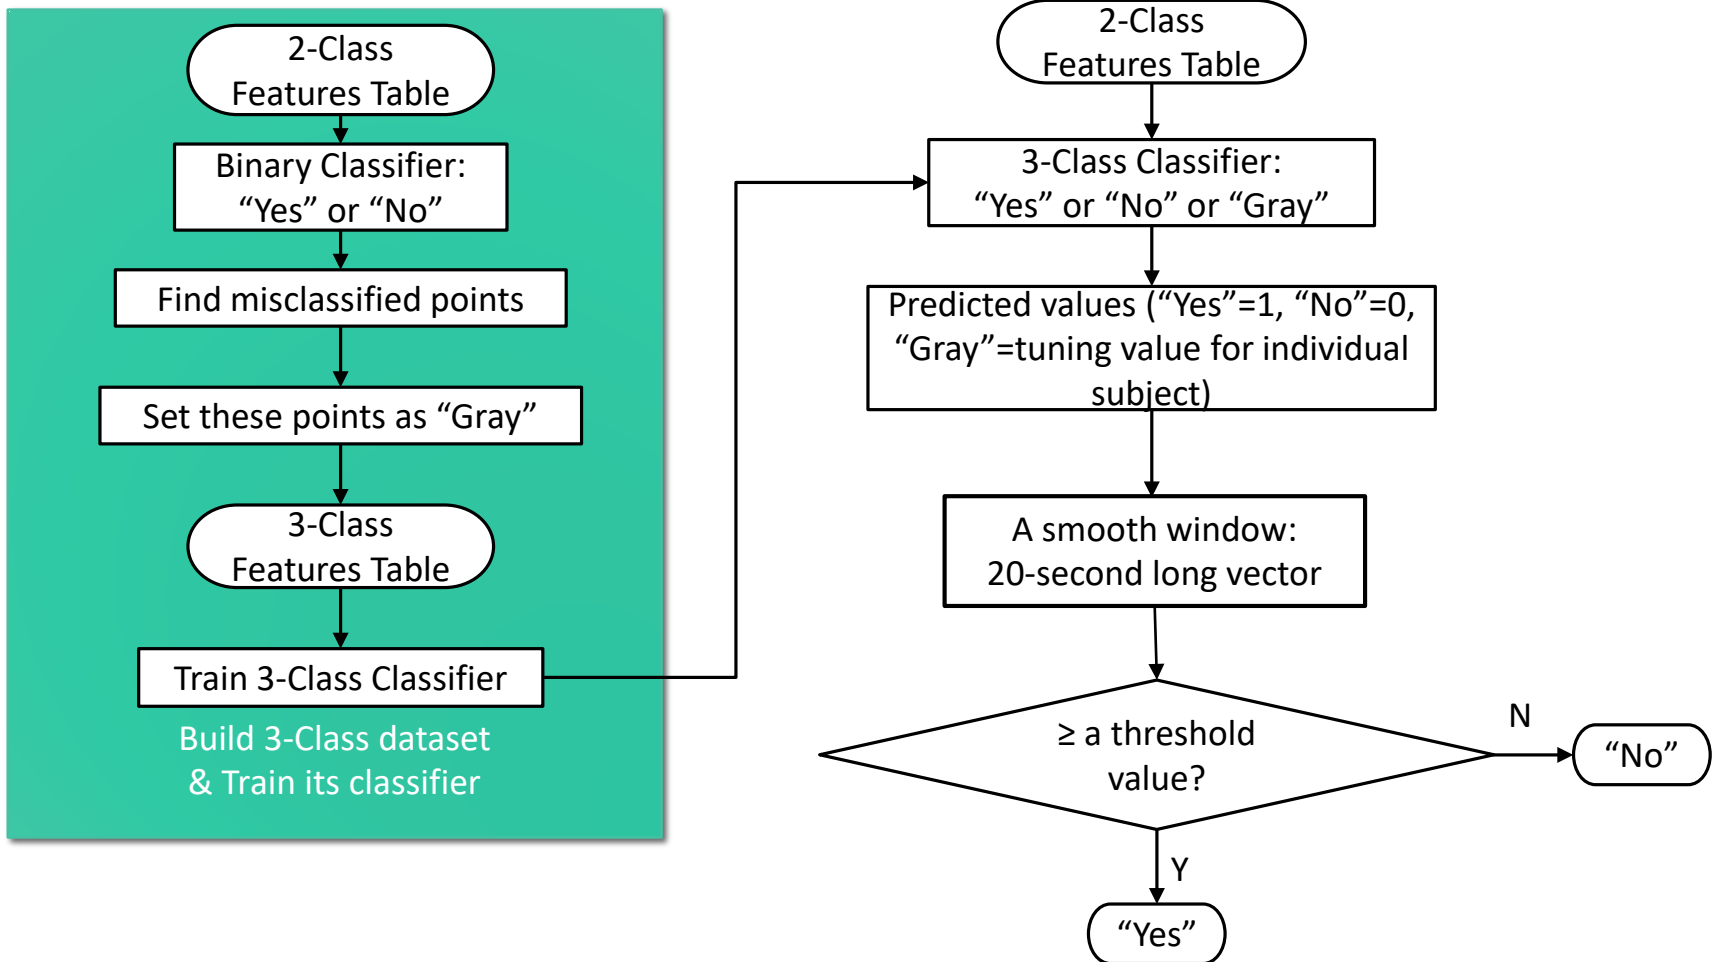 2-Class
Features Table
Binary Classifier:
“Yes” or “No”
Find misclassified points
Set these points as “Gray”
3-Class
Features Table
Train 3-Class Classifier
Build 3-Class dataset
& Train its classifier
2-Class
Features Table
3-Class Classifier:
“Yes” or “No” or “Gray”
Predicted values (“Yes”=1, “No”=0,
“Gray”=tuning value for individual
subject)
A smooth window:
20-second long vector
≥ a threshold
value?
N
“No”
Y
“Yes”